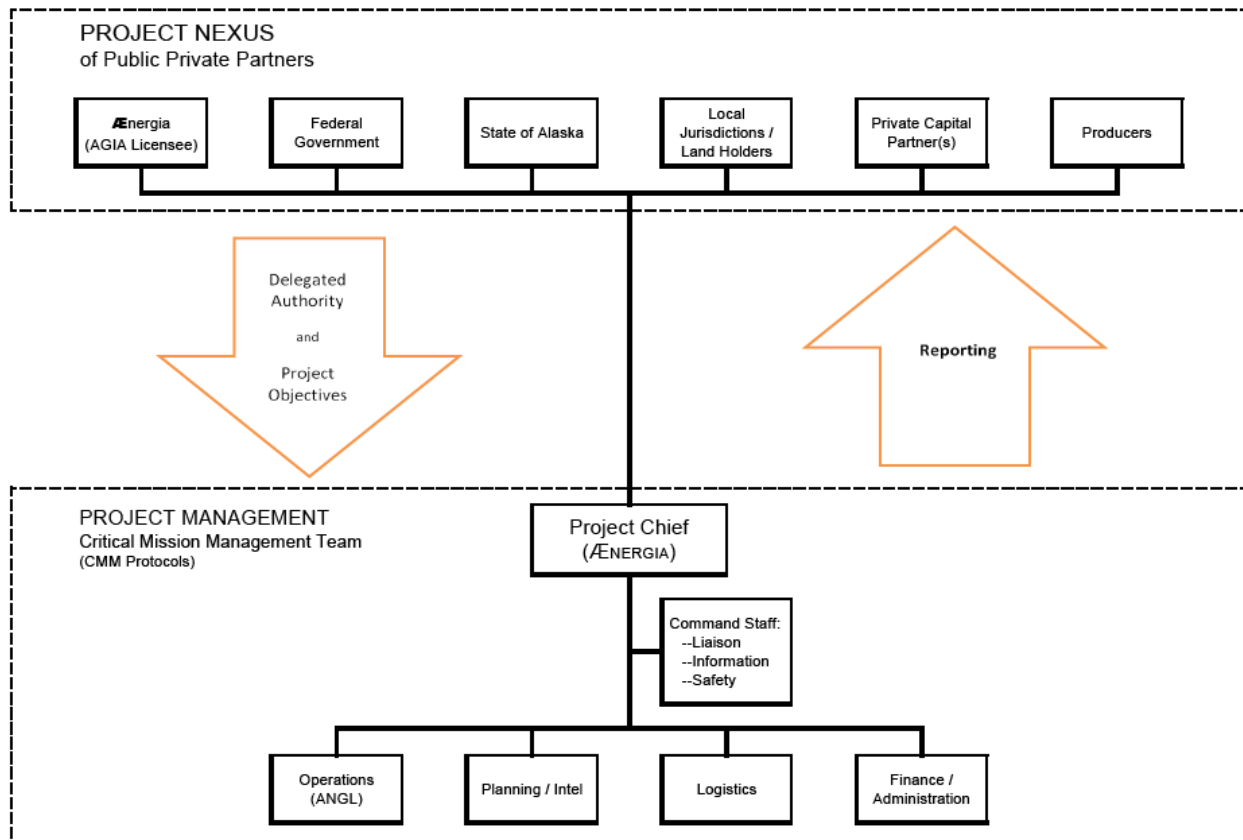 PROJECT NEXUS
of Public Private Partners
Ænergia
(AGIA Licensee)
Federal
Government
State of Alaska
Local
Jurisdictions /
Land Holders
Private Capital
Partner(s)
Producers
Delegated
Authority
and
Project
Objectives
Reporting
PROJECT MANAGEMENT
Critical Mission Management Team
(CMM Protocols)
Project Chief
(ÆNERGIA)
Command Staff:
--Liaison
--Information
--Safety
Operations
(ANGL)
Planning / Intel
Logistics
Finance /
Administration